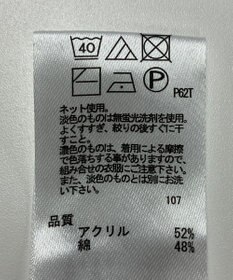 40
P
P62T
ネット使用。
淡色のものは無蛍光洗剤を使用。
よくすすぎ、絞りの後すぐに干
すこと。
濃色のものは、着用による摩擦
で色落ちする事がありますので、
組み合せの衣服にご注意下さい。
また、淡色のものとは別にお洗
い下さい。
107
品質
アクリル 52%
綿 48%